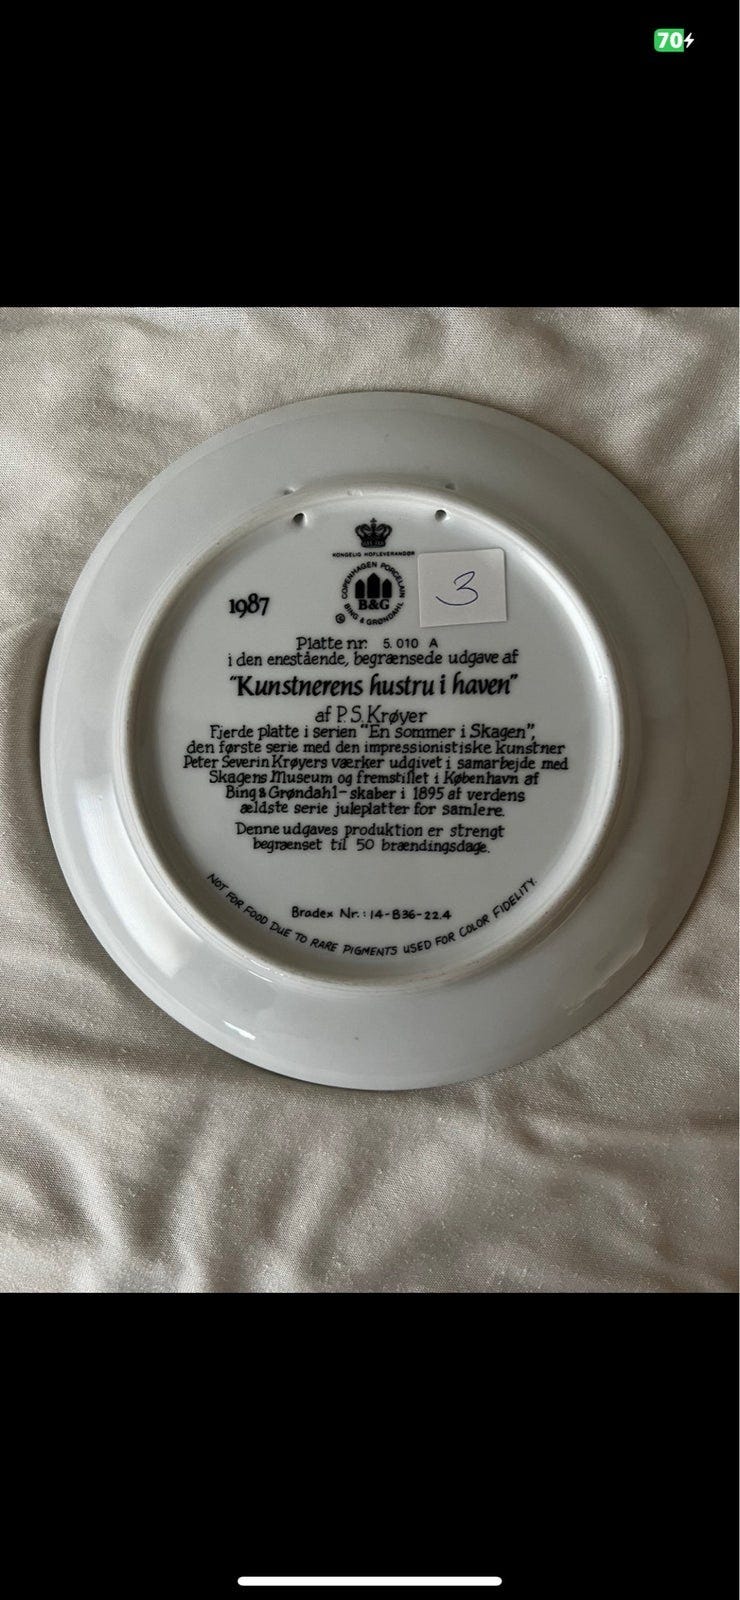 70
KONGELIG HOFLEVERANDØR
COPENHAGEN PORCELAIN
B&G
© BING & GRØNDAHL
3
1987
Platte nr. 5.010 A
i den enestående, begrænsede udgave af
"Kunstnerens hustru i haven"
af P.S. Krøyer
Fjerde platte i serien "En sommer i Skagen",
den første serie med den impressionistiske kunstner
Peter Severin Krøyers værker udgivet i samarbejde med
Skagens Museum og fremstillet i København af
Bing & Grøndahl - skaber i 1895 af verdens
ældste serie juleplatter for samlere.
Denne udgaves produktion er strengt
begrænset til 50 brændingsdage.
Bradex Nr.: 14-B36-22.4
NOT FOR FOOD DUE TO RARE PIGMENTS USED FOR COLOR FIDELITY.